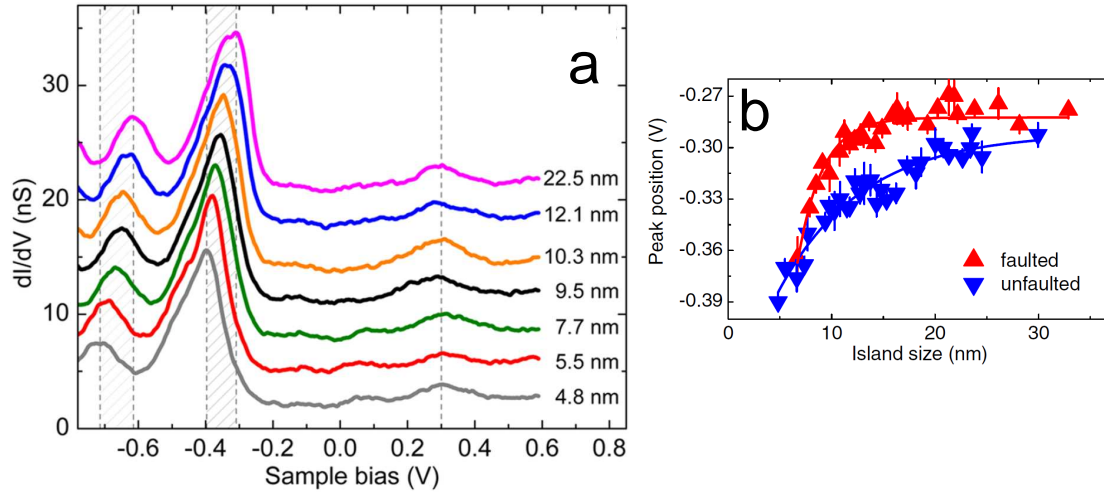 a
dI/dV (nS)
30
20
10
0
22.5 nm
12.1 nm
10.3 nm
9.5 nm
7.7 nm
5.5 nm
4.8 nm
-0.6 -0.4 -0.2 0.0 0.2 0.4 0.6 0.8
Sample bias (V)
b
Peak position (V)
-0.27
-0.30
-0.33
-0.36
-0.39
faulted
unfaulted
0 10 20 30
Island size (nm)